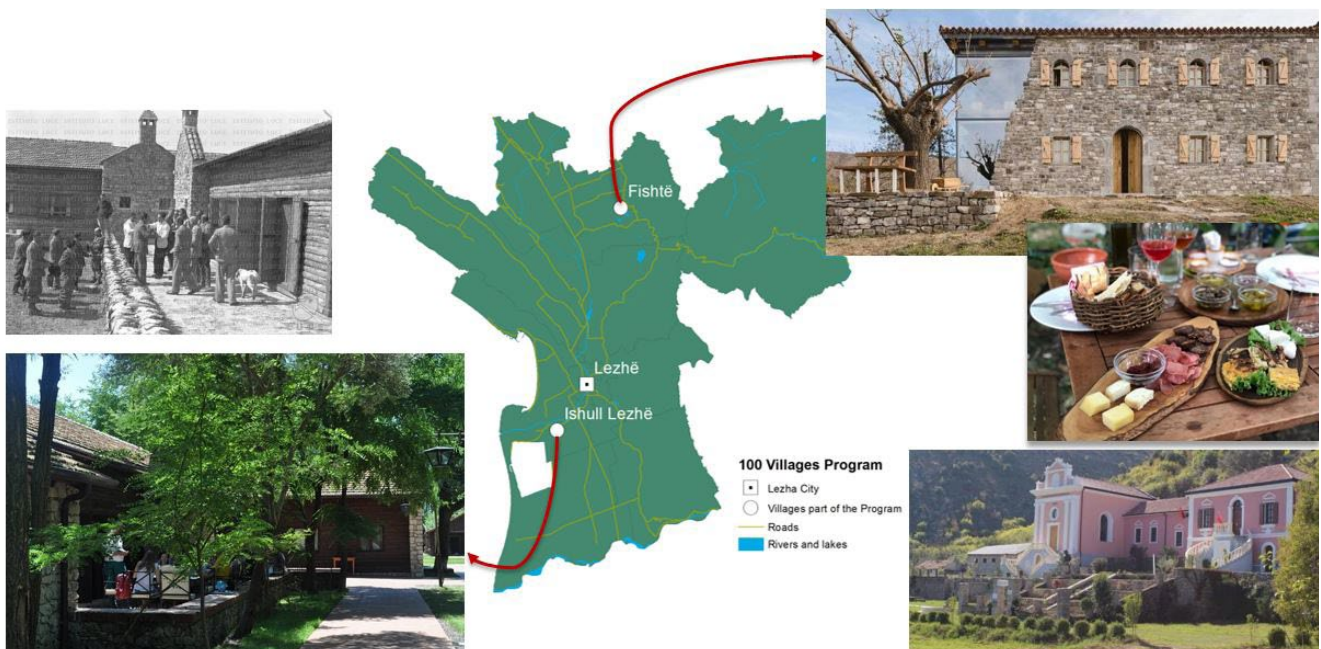 Fishtë
Lezhë
Ishull Lezhë
100 Villages Program
Lezha City
Villages part of the Program
Roads
Rivers and lakes